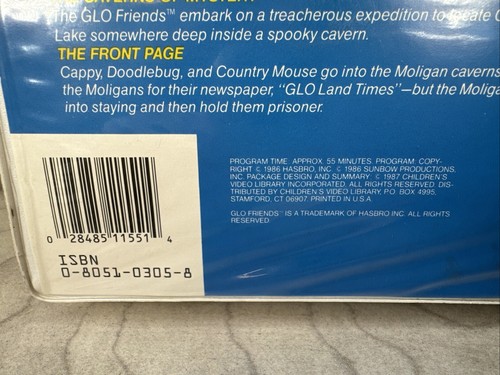 CAVERNS OF MYSTERY
The GLO Friends™ embark on a treacherous expedition to locate
Lake somewhere deep inside a spooky cavern.
THE FRONT PAGE
Cappy, Doodlebug, and Country Mouse go into the Moligan caverns
the Moligans for their newspaper, "GLO Land Times"—but the Moliga
into staying and then hold them prisoner.
PROGRAM TIME: APPROX. 55 MINUTES. PROGRAM: COPY-
RIGHT © 1986 HASBRO, INC. © 1986 SUNBOW PRODUCTIONS,
INC. PACKAGE DESIGN AND SUMMARY: © 1987 CHILDREN'S
VIDEO LIBRARY INCORPORATED. ALL RIGHTS RESERVED. DIS-
TRIBUTED BY CHILDREN'S VIDEO LIBRARY, P.O. BOX 4995,
STAMFORD, CT 06907. PRINTED IN U.S.A.
GLO FRIENDS™ IS A TRADEMARK OF HASBRO INC. ALL RIGHTS
RESERVED.
0 28485 11551 4
ISBN
0-8051-0305-8